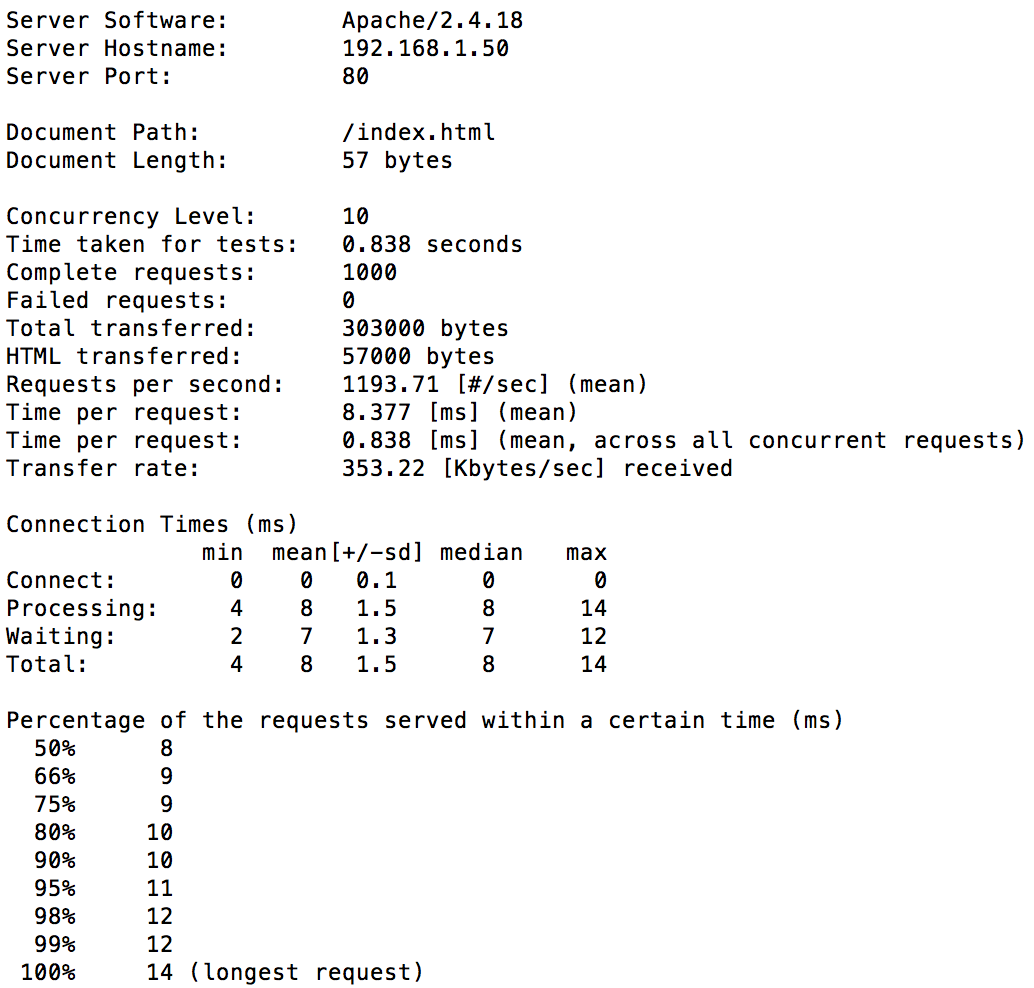 Server Software:        Apache/2.4.18
Server Hostname:        192.168.1.50
Server Port:            80

Document Path:          /index.html
Document Length:        57 bytes

Concurrency Level:      10
Time taken for tests:   0.838 seconds
Complete requests:      1000
Failed requests:        0
Total transferred:      303000 bytes
HTML transferred:       57000 bytes
Requests per second:    1193.71 [#/sec] (mean)
Time per request:       8.377 [ms] (mean)
Time per request:       0.838 [ms] (mean, across all concurrent requests)
Transfer rate:          353.22 [Kbytes/sec] received

Connection Times (ms)
              min  mean[+/-sd] median   max
Connect:        0    0   0.1      0       0
Processing:     4    8   1.5      8      14
Waiting:        2    7   1.3      7      12
Total:          4    8   1.5      8      14

Percentage of the requests served within a certain time (ms)
  50%      8
  66%      9
  75%      9
  80%     10
  90%     10
  95%     11
  98%     12
  99%     12
 100%     14 (longest request)